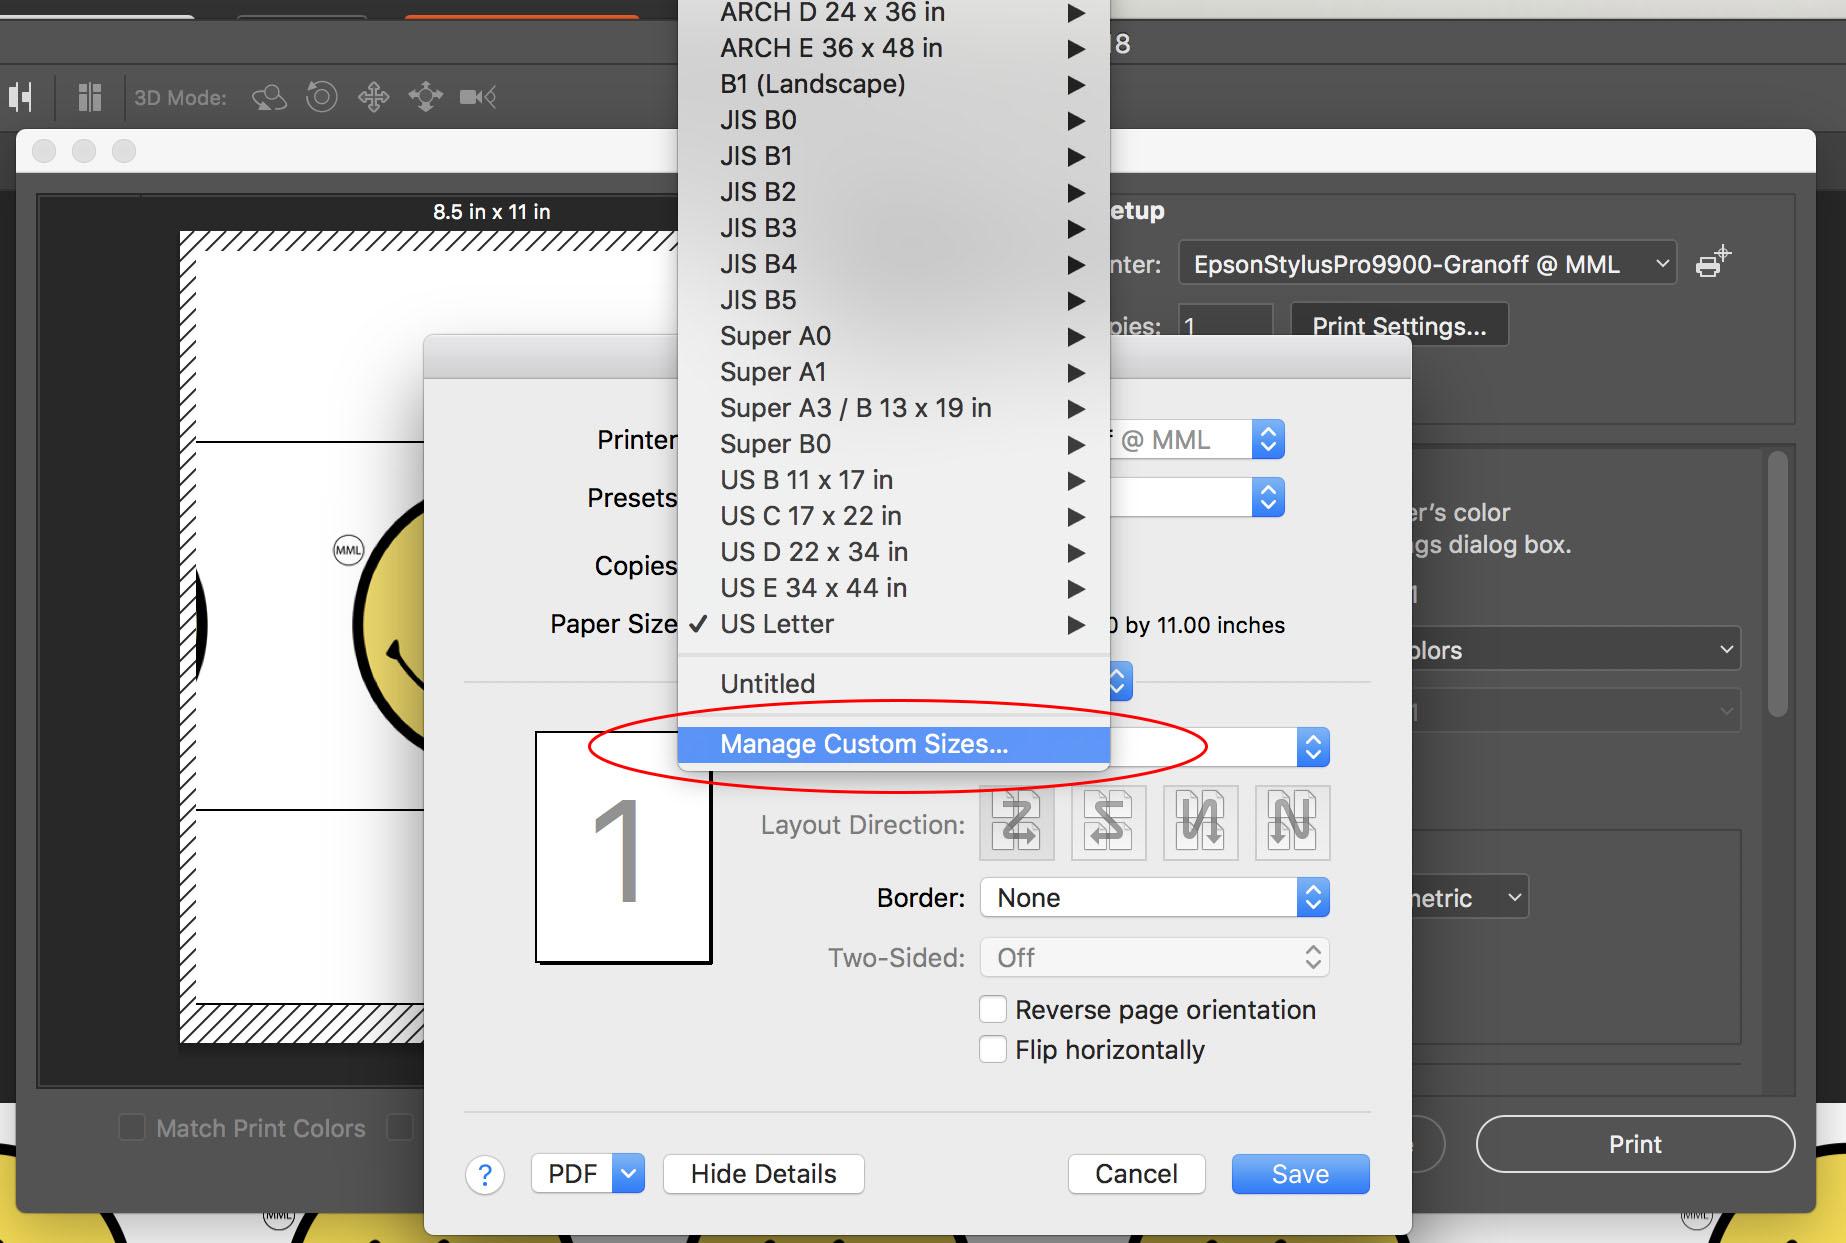 ARCH D 24 x 36 in
ARCH E 36 x 48 in
18
B1 (Landscape)
3D Mode:
JIS B0
JIS B1
JIS B2
8.5 in x 11 in
etup
JIS B3
JIS B4
nter: EpsonStylusPro9900-Granoff @ MML
JIS B5
pies: 1 Print Settings...
Super A0
Super A1
Super A3 / B 13 x 19 in
Printer @ MML
Super B0
US B 11 x 17 in
Presets
US C 17 x 22 in
er's color
US D 22 x 34 in
gs dialog box.
MML
Copies
US E 34 x 44 in
1
Paper Size ✓ US Letter
0 by 11.00 inches
olors
Untitled
1
Manage Custom Sizes...
1
Layout Direction:
Border: None
netric
Two-Sided: Off
Reverse page orientation
Flip horizontally
Match Print Colors
Print
? PDF Hide Details Cancel Save
MML
MML